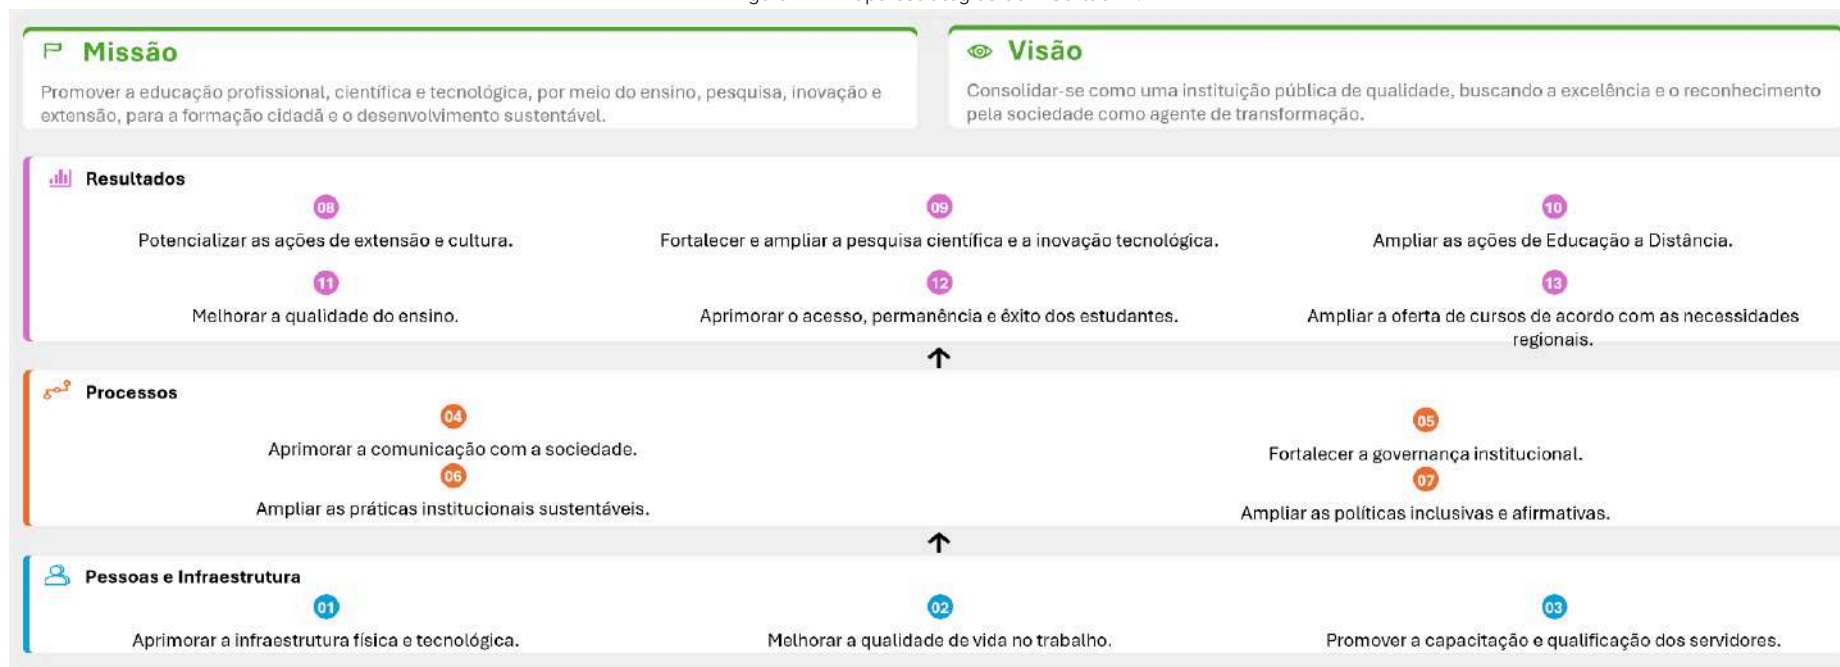 Missão
Promover a educação profissional, científica e tecnológica, por meio do ensino, pesquisa, inovação e
extensão, para a formação cidadã e o desenvolvimento sustentável.
Visão
Consolidar-se como uma instituição pública de qualidade, buscando a excelência e o reconhecimento
pela sociedade como agente de transformação.
Resultados
08
Potencializar as ações de extensão e cultura.
09
Fortalecer e ampliar a pesquisa científica e a inovação tecnológica.
10
Ampliar as ações de Educação a Distância.
11
Melhorar a qualidade do ensino.
12
Aprimorar o acesso, permanência e êxito dos estudantes.
13
Ampliar a oferta de cursos de acordo com as necessidades
regionais.
Processos
04
Aprimorar a comunicação com a sociedade.
05
Fortalecer a governança institucional.
06
Ampliar as práticas institucionais sustentáveis.
07
Ampliar as políticas inclusivas e afirmativas.
Pessoas e Infraestrutura
01
Aprimorar a infraestrutura física e tecnológica.
02
Melhorar a qualidade de vida no trabalho.
03
Promover a capacitação e qualificação dos servidores.